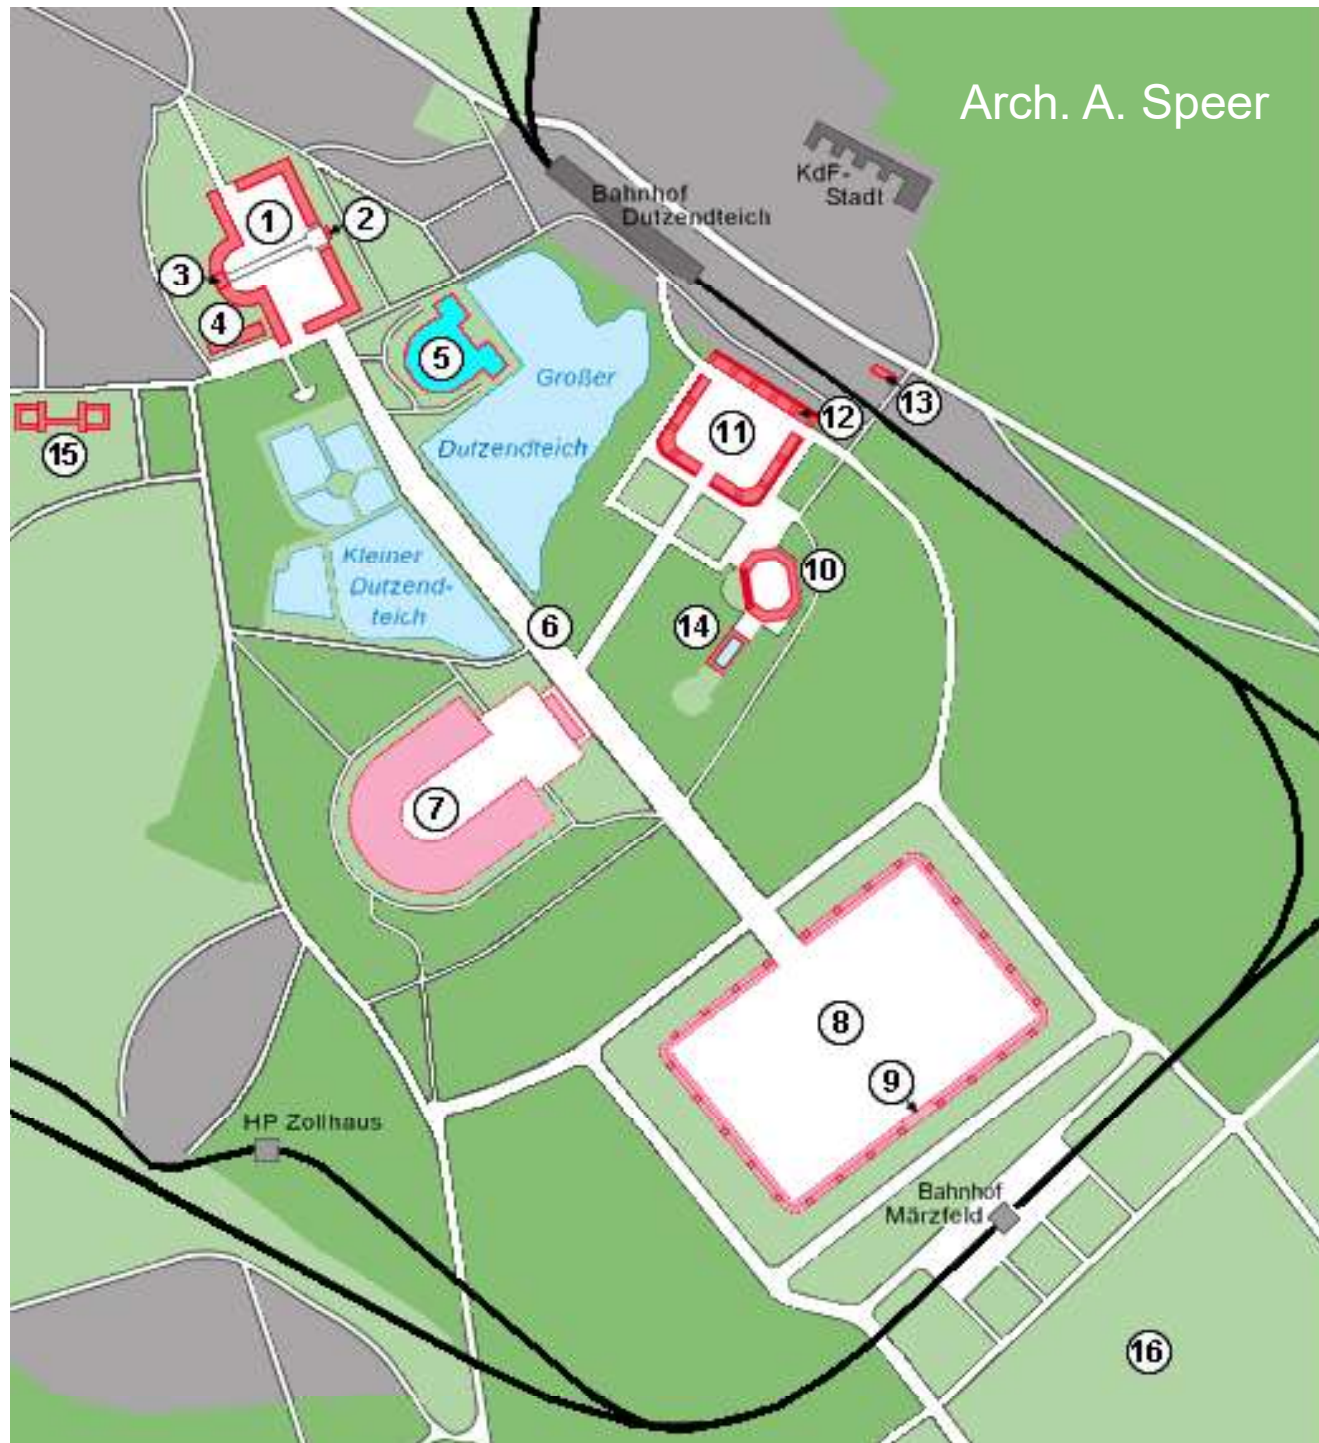 Arch. A. Speer
KdF-
Stadt
Bahnhof
Dutzendteich
1
2
3
4
5
Großer
Dutzendteich
11
12
13
15
Kleiner
Dutzend-
teich
10
6
14
7
8
9
HP Zollhaus
Bahnhof
Märzfeld
16